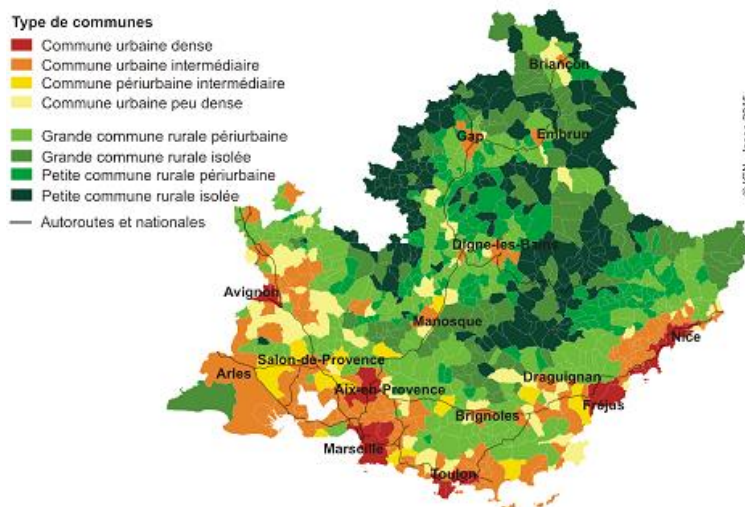 Type de communes
Commune urbaine dense
Commune urbaine intermédiaire
Commune périurbaine intermédiaire
Commune urbaine peu dense
Grande commune rurale périurbaine
Grande commune rurale isolée
Petite commune rurale périurbaine
Petite commune rurale isolée
Autoroutes et nationales
Briançon
Gap
Embrun
Digne-les-Bains
Avignon
Manosque
Nice
Salon-de-Provence
Arles
Aix-en-Provence
Draguignan
Fréjus
Brignoles
Marseille
Toulon